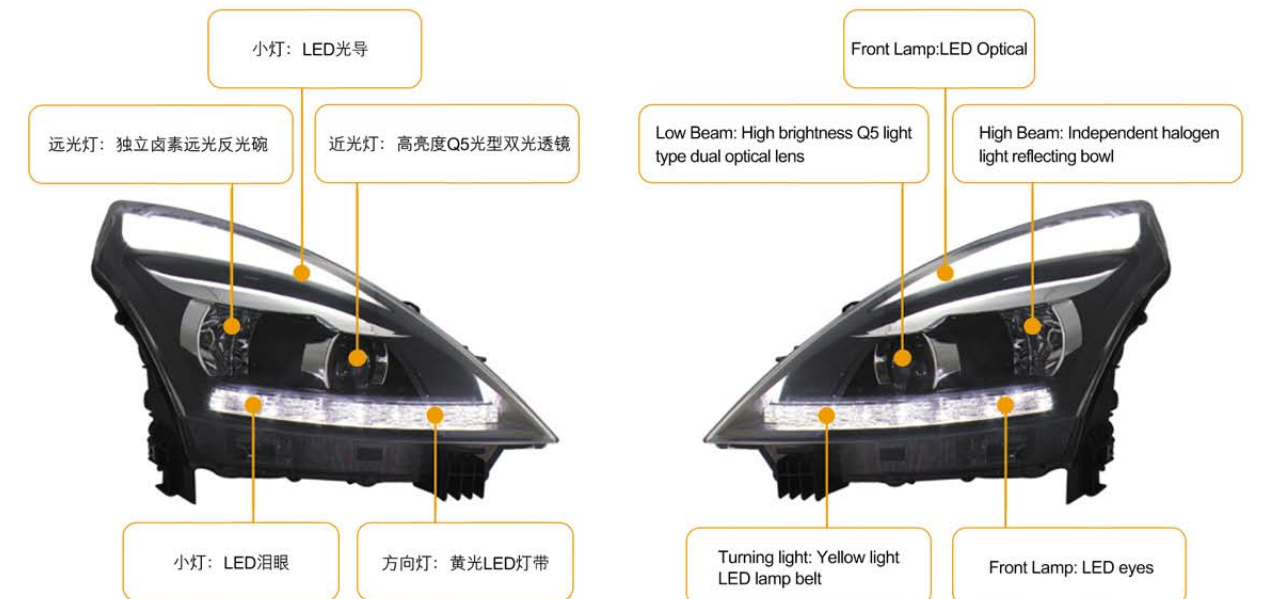 小灯：LED光导
远光灯：独立卤素远光反光碗
近光灯：高亮度Q5光型双光透镜
小灯：LED泪眼
方向灯：黄光LED灯带
Front Lamp:LED Optical
Low Beam: High brightness Q5 light
type dual optical lens
High Beam: Independent halogen
light reflecting bowl
Turning light: Yellow light
LED lamp belt
Front Lamp: LED eyes